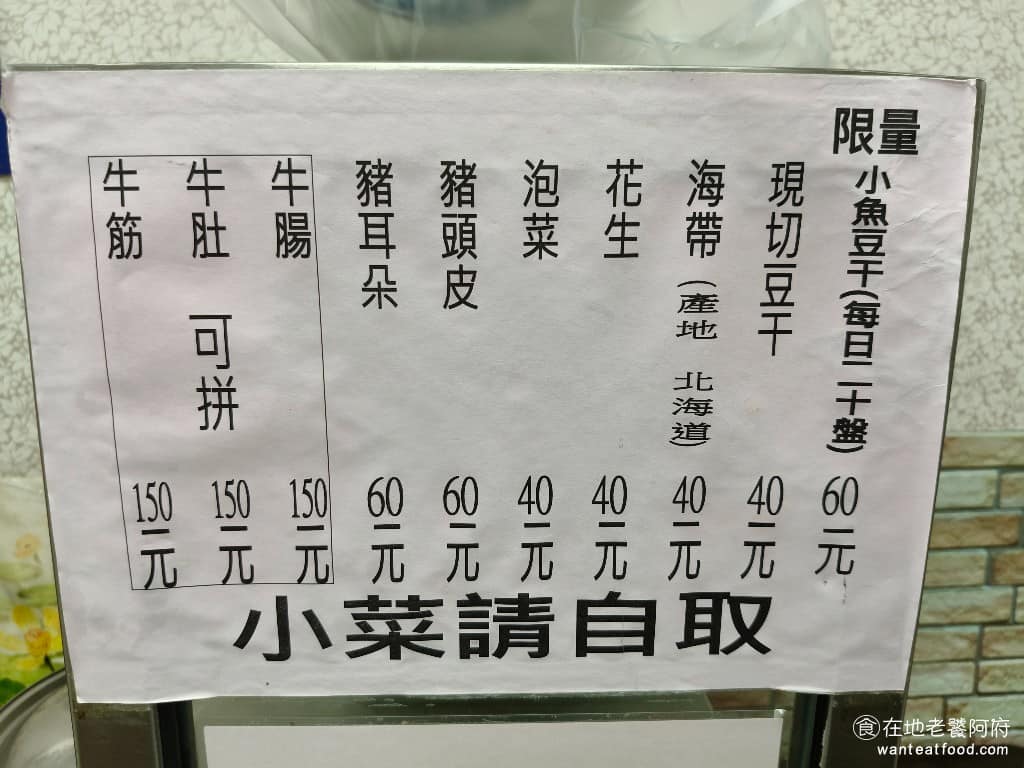 限量
小魚豆干(每日二十盤)
60元
現切豆干
40元
海帶(產地 北海道)
40元
花生
40元
泡菜
40元
豬頭皮
60元
豬耳朵
60元
牛腸
150元
牛肚
150元
牛筋
150元
可拼
小菜請自取
食在地老饕阿府
wanteatfood.com